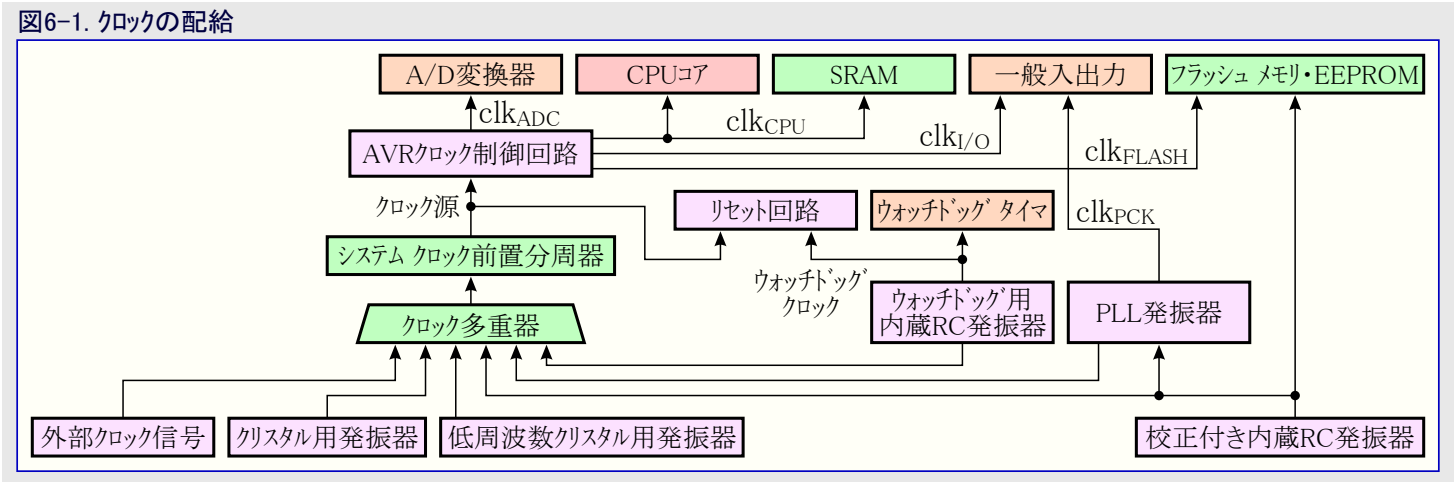 図6-1. クロックの配給
A/D変換器
CPUコア
SRAM
一般入出力
フラッシュ メモリ・EEPROM
clkADC
clkCPU
clkI/O
clkFLASH
AVRクロック制御回路
クロック源
リセット回路
ウォッチドッグ タイマ
clkPCK
システム クロック前置分周器
ウォッチドッグ
クロック
ウォッチドッグ用
内蔵RC発振器
PLL発振器
クロック多重器
外部クロック信号
クリスタル用発振器
低周波数クリスタル用発振器
校正付き内蔵RC発振器